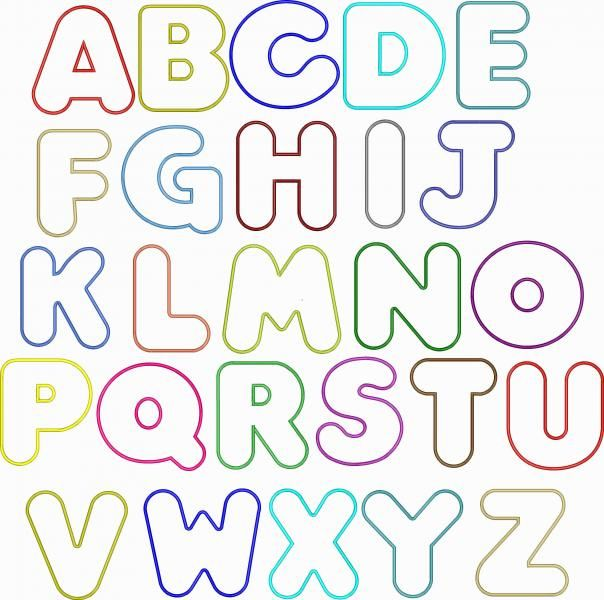 ABCDE
FGHIJ
KLMNO
PQRSTU
VWXYZ